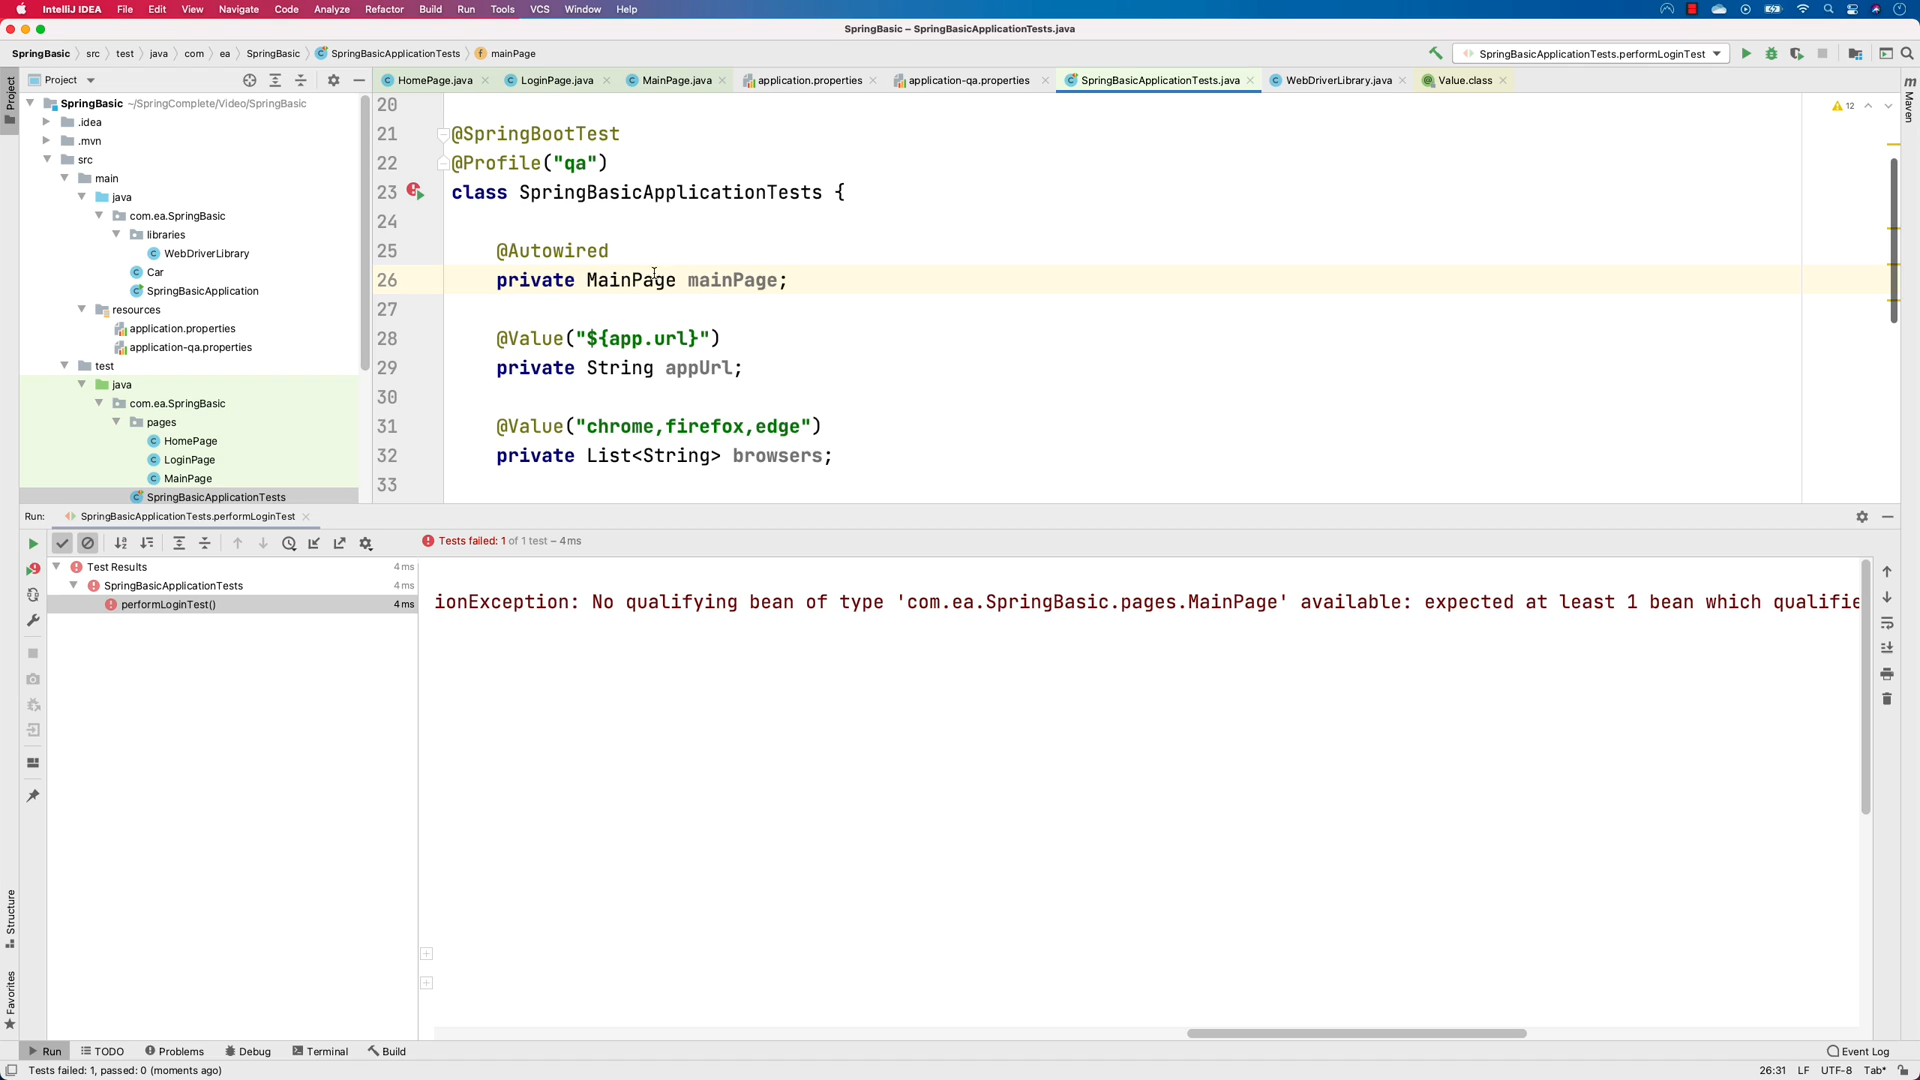 IntelliJ IDEA File Edit View Navigate Code Analyze Refactor Build Run Tools VCS Window Help
SpringBasic – SpringBasicApplicationTests.java
SpringBasic src test java com ea SpringBasic SpringBasicApplicationTests mainPage
SpringBasicApplicationTests.performLoginTest
Project
HomePage.java LoginPage.java MainPage.java application.properties application-qa.properties SpringBasicApplicationTests.java WebDriverLibrary.java Value.class
Project
Maven
SpringBasic ~/SpringComplete/Video/SpringBasic
.idea
.mvn
src
main
java
com.ea.SpringBasic
libraries
WebDriverLibrary
Car
SpringBasicApplication
resources
application.properties
application-qa.properties
test
java
com.ea.SpringBasic
pages
HomePage
LoginPage
MainPage
SpringBasicApplicationTests
12
20
21 @SpringBootTest
22 @Profile("qa")
23 class SpringBasicApplicationTests {
24
25 @Autowired
26 private MainPage mainPage;
27
28 @Value("${app.url}")
29 private String appUrl;
30
31 @Value("chrome,firefox,edge")
32 private List<String> browsers;
33
Run: SpringBasicApplicationTests.performLoginTest
Tests failed: 1 of 1 test – 4 ms
Test Results 4 ms
SpringBasicApplicationTests 4 ms
performLoginTest() 4 ms
ionException: No qualifying bean of type 'com.ea.SpringBasic.pages.MainPage' available: expected at least 1 bean which qualifie
Structure
Favorites
Run TODO Problems Debug Terminal Build Event Log
Tests failed: 1, passed: 0 (moments ago) 26:31 LF UTF-8 Tab*